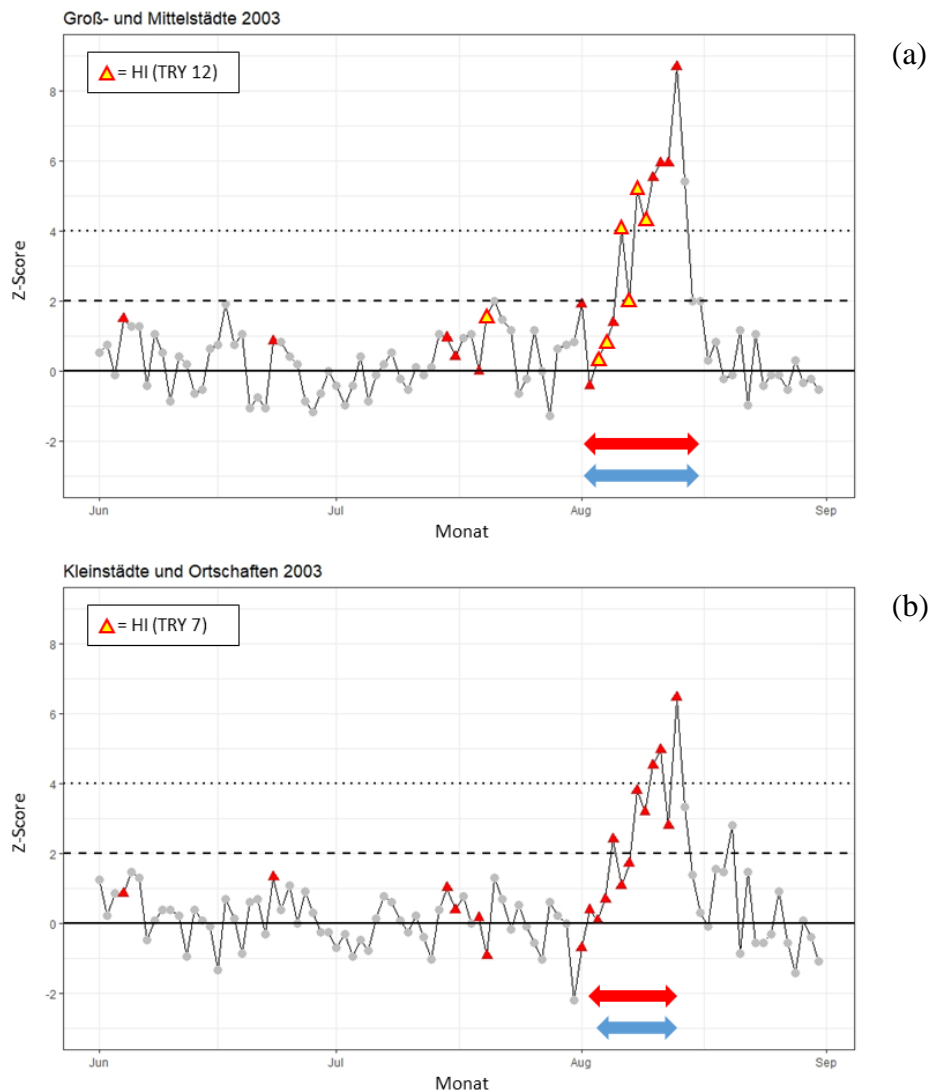 Groß- und Mittelstädte 2003
(a)
= HI (TRY 12)
8
6
4
2
0
-2
Z-Score
Jun
Jul
Aug
Sep
Monat
Kleinstädte und Ortschaften 2003
(b)
= HI (TRY 7)
8
6
4
2
0
-2
Z-Score
Jun
Jul
Aug
Sep
Monat